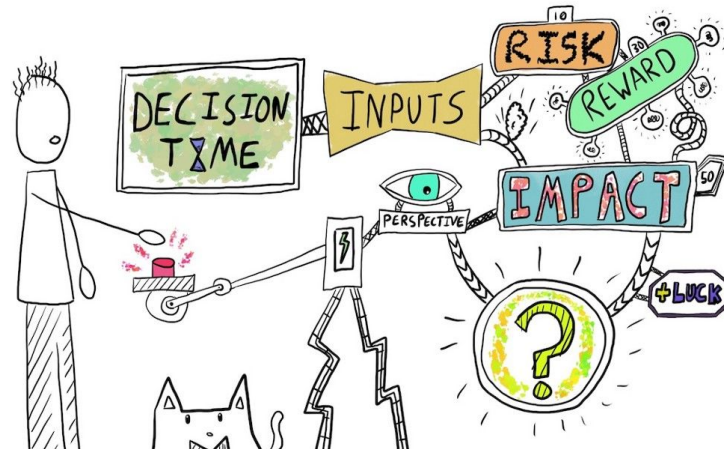 DECISION
TIME
INPUTS
10
RISK
30
REWARD
PERSPECTIVE
IMPACT
50
+LUCK
?